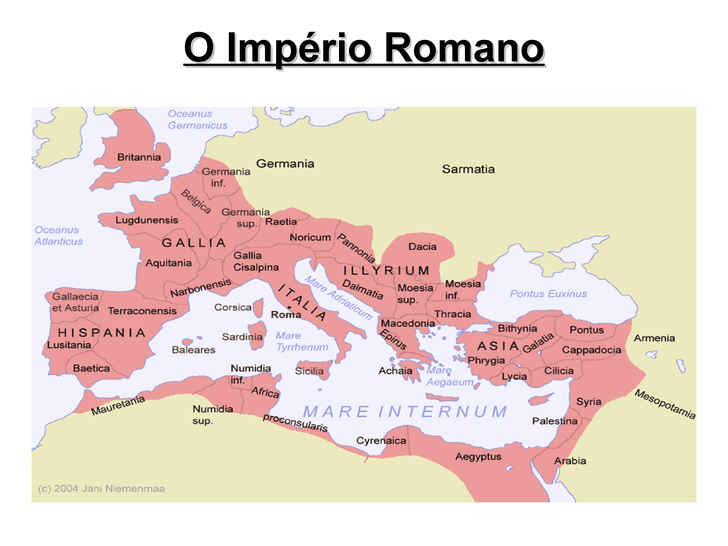 O Império Romano
Oceanus
Germanicus
Britannia
Germania
Sarmatia
Germania
inf.
Belgica
Lugdunensis
Germania
sup.
Raetia
Oceanus
Atlanticus
GALLIA
Noricum
Pannonia
Dacia
Aquitania
Gallia
Cisalpina
ILLYRIUM
Narbonensis
ITALIA
Mare Adriaticum
Dalmatia
Moesia
sup.
Moesia
inf.
Pontus Euxinus
Gallaecia
et Asturia
Terraconensis
Corsica
Roma
Thracia
Macedonia
HISPANIA
Lusitania
Sardinia
Mare
Tyrrhenum
Epirus
Bithynia
Pontus
Armenia
Baleares
ASIA
Galatia
Cappadocia
Phrygia
Baetica
Numidia
inf.
Sicilia
Achaia
Mare
Aegaeum
Lycia
Cilicia
Mauretania
Africa
proconsularis
Numidia
sup.
MARE INTERNUM
Syria
Mesopotamia
Palestina
Cyrenaica
Aegyptus
Arabia
(c) 2004 Jani Niemenmaa